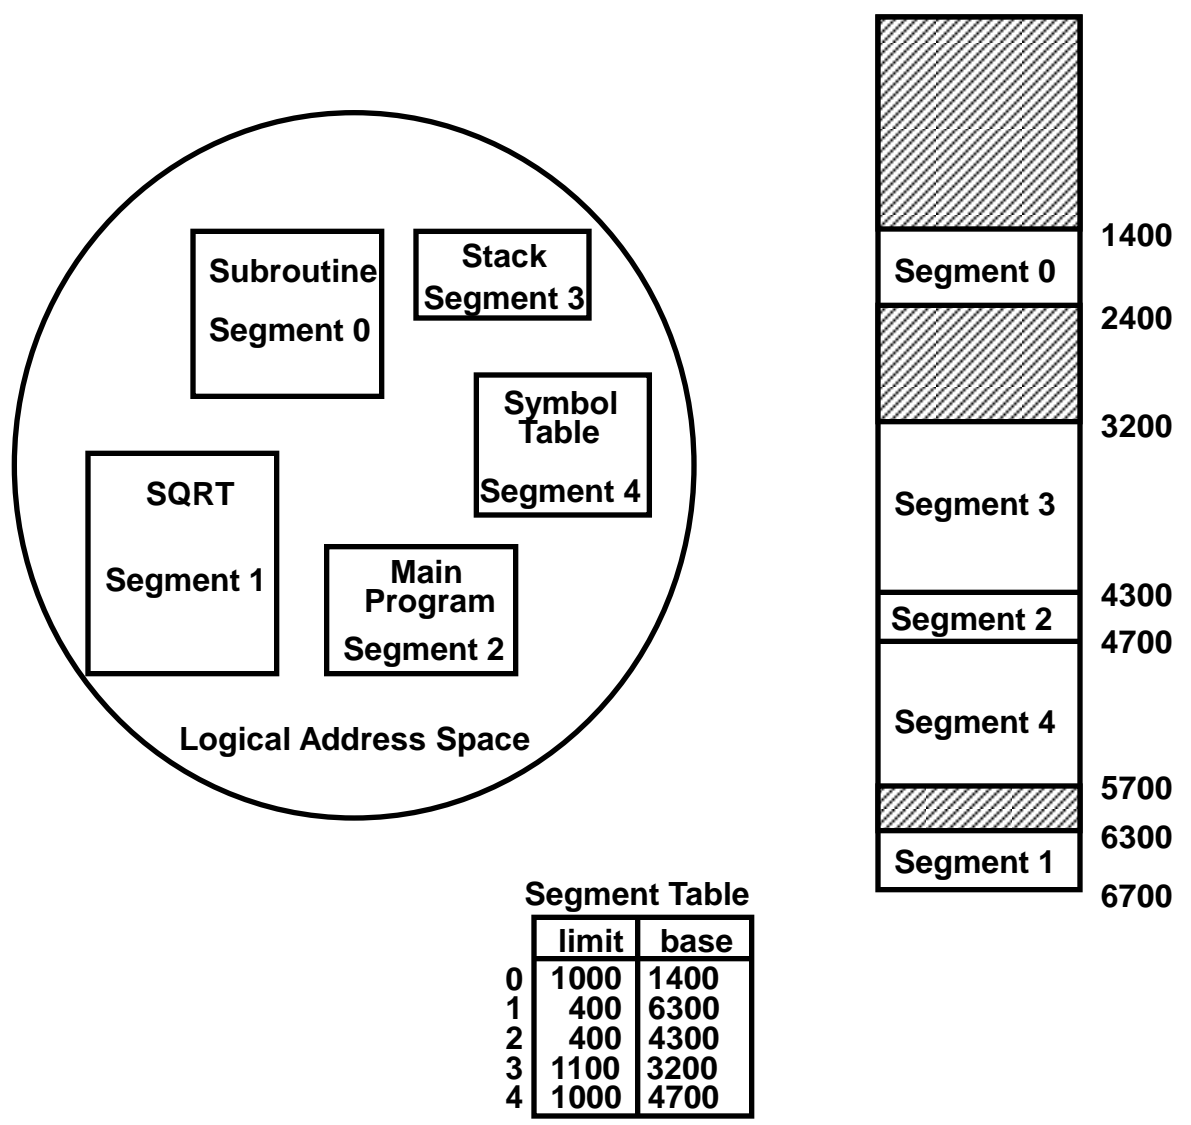 Subroutine
Segment 0
Stack
Segment 3
Symbol
Table
Segment 4
SQRT
Segment 1
Main
Program
Segment 2
Logical Address Space
1400
Segment 0
2400
3200
Segment 3
4300
Segment 2
4700
Segment 4
5700
6300
Segment 1
6700
Segment Table
limit base
0 1000 1400
1 400 6300
2 400 4300
3 1100 3200
4 1000 4700